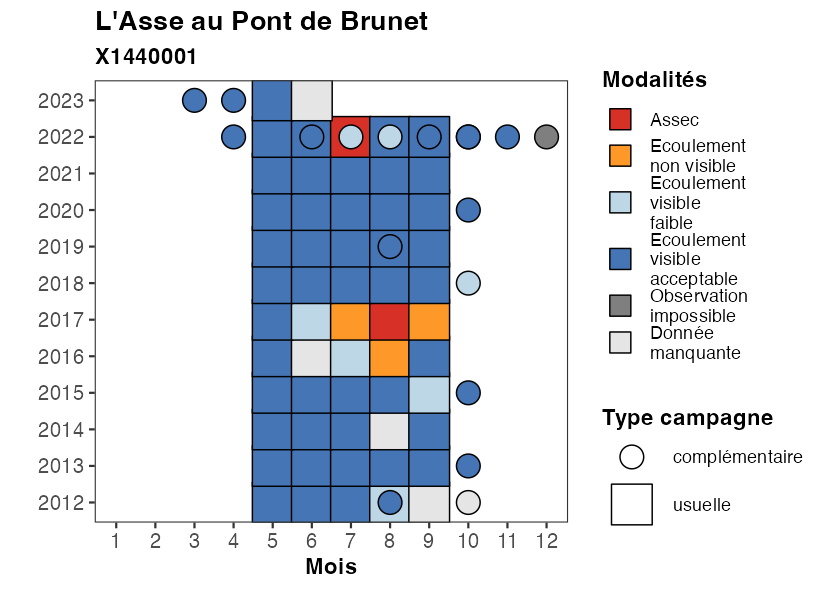 L'Asse au Pont de Brunet
X1440001
2023
2022
2021
2020
2019
2018
2017
2016
2015
2014
2013
2012
1 2 3 4 5 6 7 8 9 10 11 12
Mois
Modalités
Assec
Ecoulement
non visible
Ecoulement
visible
faible
Ecoulement
visible
acceptable
Observation
impossible
Donnée
manquante
Type campagne
complémentaire
usuelle